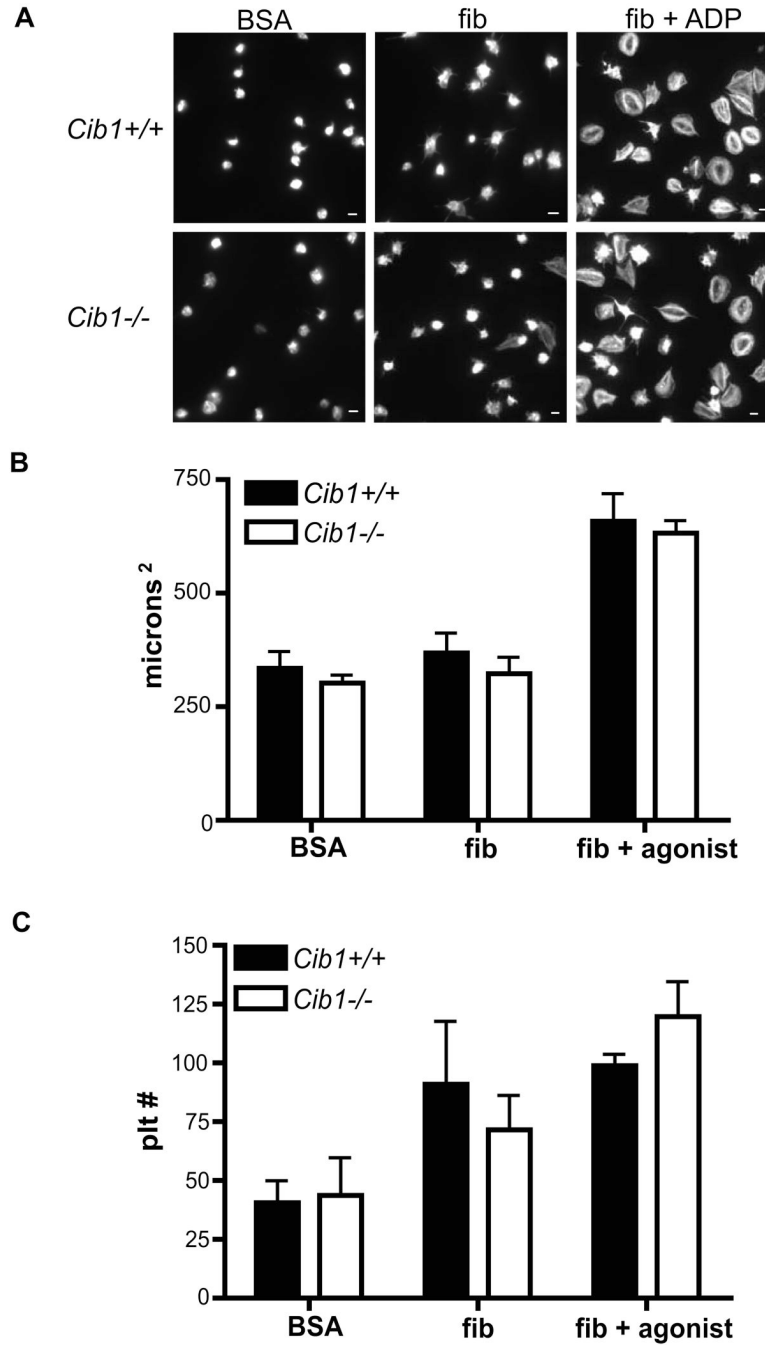 A
BSA
fib
fib + ADP
Cib1+/+
Cib1-/-
B
750
500
250
0
microns 2
Cib1+/+
Cib1-/-
BSA
fib
fib + agonist
C
150
125
100
75
50
25
0
plt #
Cib1+/+
Cib1-/-
BSA
fib
fib + agonist